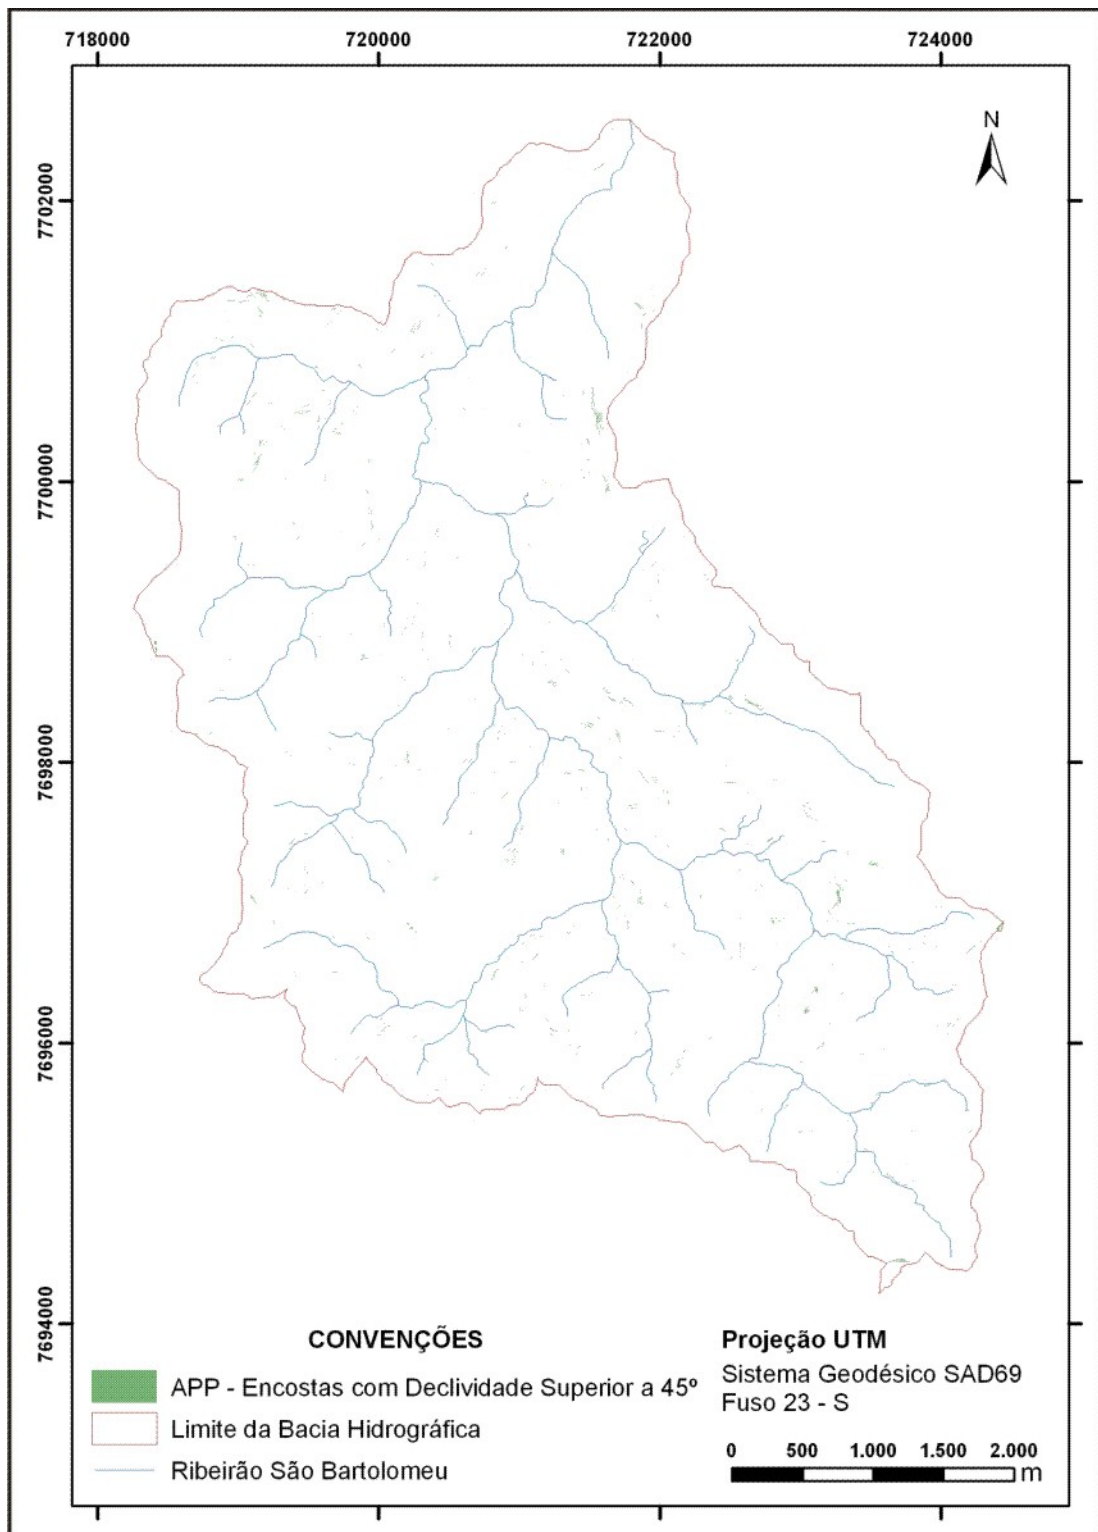 718000 720000 722000 724000
N
7702000
7700000
7698000
7696000
7694000
CONVENÇÕES
APP - Encostas com Declividade Superior a 45º
Limite da Bacia Hidrográfica
Ribeirão São Bartolomeu
Projeção UTM
Sistema Geodésico SAD69
Fuso 23 - S
0 500 1.000 1.500 2.000
m